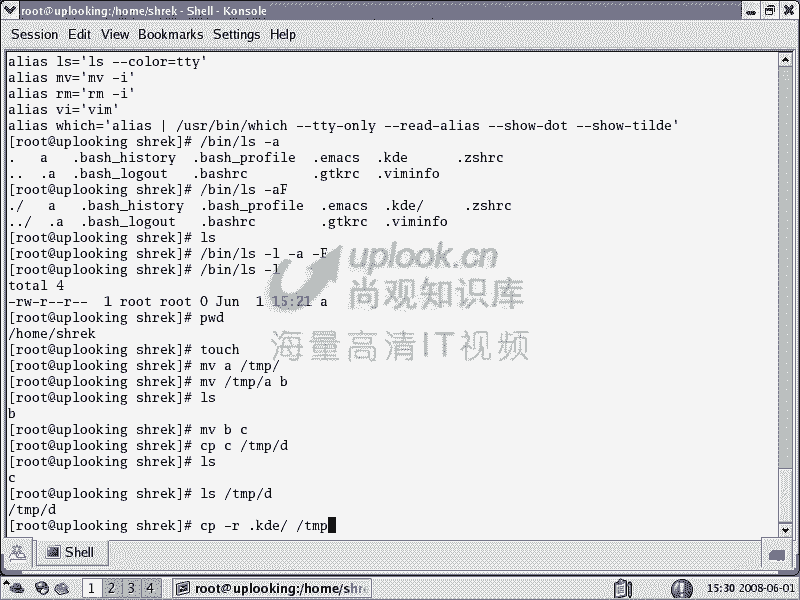 root@uplooking:/home/shrek - Shell - Konsole
Session Edit View Bookmarks Settings Help
alias ls='ls --color=tty'
alias mv='mv -i'
alias rm='rm -i'
alias vi='vim'
alias which='alias | /usr/bin/which --tty-only --read-alias --show-dot --show-tilde'
[root@uplooking shrek]# /bin/ls -a
.   a   .bash_history  .bash_profile  .emacs  .kde      .zshrc
..  .a  .bash_logout   .bashrc        .gtkrc  .viminfo
[root@uplooking shrek]# /bin/ls -aF
./   a   .bash_history  .bash_profile  .emacs  .kde/     .zshrc
../  .a  .bash_logout   .bashrc        .gtkrc  .viminfo
[root@uplooking shrek]# ls
[root@uplooking shrek]# /bin/ls -l -a -F
[root@uplooking shrek]# /bin/ls -l
total 4
-rw-r--r--  1 root root 0 Jun  1 15:21 a
[root@uplooking shrek]# pwd
/home/shrek
[root@uplooking shrek]# touch
[root@uplooking shrek]# mv a /tmp/
[root@uplooking shrek]# mv /tmp/a b
[root@uplooking shrek]# ls
b
[root@uplooking shrek]# mv b c
[root@uplooking shrek]# cp c /tmp/d
[root@uplooking shrek]# ls
c
[root@uplooking shrek]# ls /tmp/d
/tmp/d
[root@uplooking shrek]# cp -r .kde/ /tmp
uplook.cn
尚观知识库
海量高清IT视频
Shell
1 2 3 4
root@uplooking:/home/shr
15:30 2008-06-01